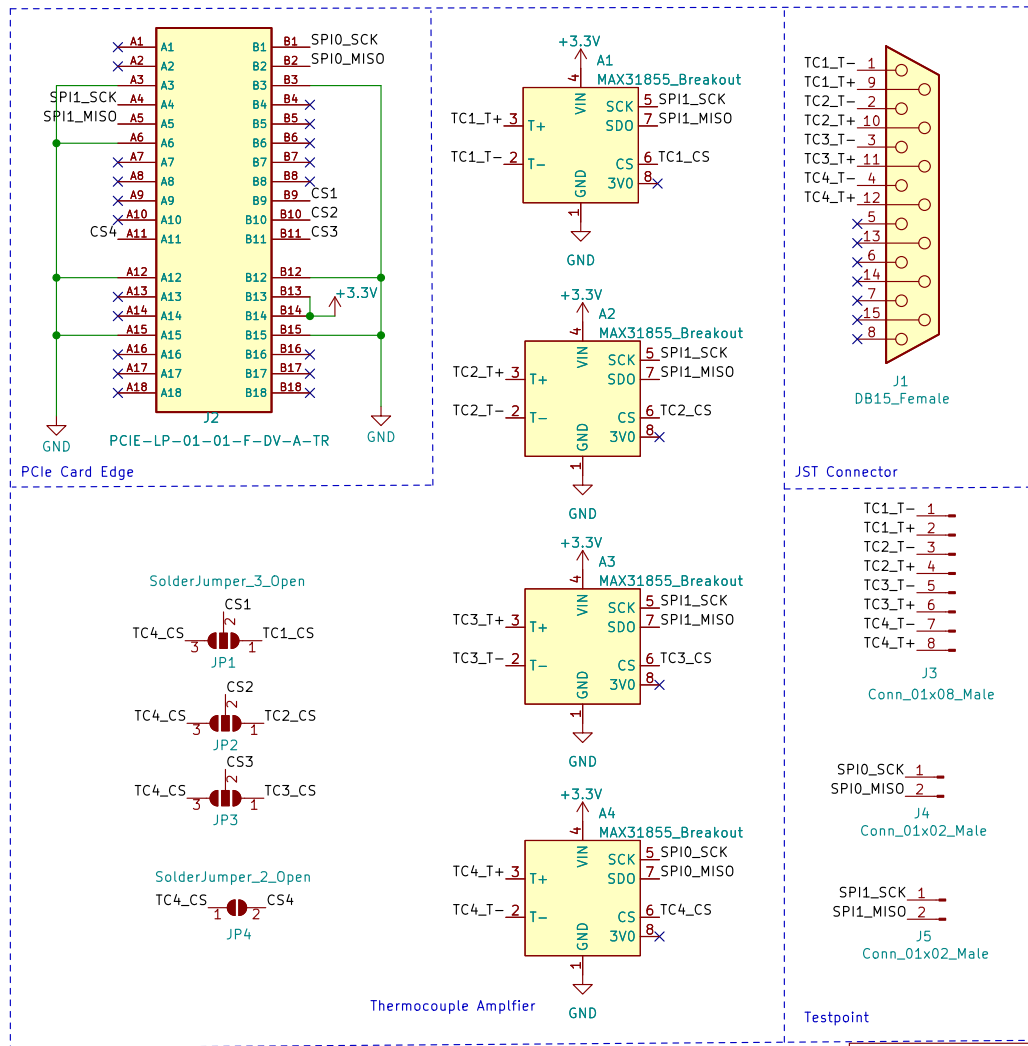 A1 A1 B1 B1 SPI0_SCK
A2 A2 B2 B2 SPI0_MISO
A3 A3 B3 B3
SPI1_SCK A4 A4 B4 B4
SPI1_MISO A5 A5 B5 B5
A6 A6 B6 B6
A7 A7 B7 B7
A8 A8 B8 B8
A9 A9 B9 B9 CS1
A10 A10 B10 B10 CS2
CS4 A11 A11 B11 B11 CS3
A12 A12 B12 B12
A13 A13 B13 B13
+3.3V
A14 A14 B14 B14
A15 A15 B15 B15
A16 A16 B16 B16
A17 A17 B17 B17
A18 A18 B18 B18
J2
GND GND
PCIE-LP-01-01-F-DV-A-TR
PCIe Card Edge
+3.3V
A1
MAX31855_Breakout
4
VIN
SCK 5 SPI1_SCK
TC1_T+ 3 T+ SDO 7 SPI1_MISO
TC1_T- 2 T- CS 6 TC1_CS
GND
3V0 8
1
GND
+3.3V
A2
MAX31855_Breakout
4
VIN
SCK 5 SPI1_SCK
TC2_T+ 3 T+ SDO 7 SPI1_MISO
TC2_T- 2 T- CS 6 TC2_CS
GND
3V0 8
1
GND
+3.3V
A3
MAX31855_Breakout
4
VIN
SCK 5 SPI1_SCK
TC3_T+ 3 T+ SDO 7 SPI1_MISO
TC3_T- 2 T- CS 6 TC3_CS
GND
3V0 8
1
GND
+3.3V
A4
MAX31855_Breakout
4
VIN
SCK 5 SPI0_SCK
TC4_T+ 3 T+ SDO 7 SPI0_MISO
TC4_T- 2 T- CS 6 TC4_CS
GND
3V0 8
1
GND
SolderJumper_3_Open
CS1
2
TC4_CS 3 1 TC1_CS
JP1
CS2
2
TC4_CS 3 1 TC2_CS
JP2
CS3
2
TC4_CS 3 1 TC3_CS
JP3
SolderJumper_2_Open
TC4_CS 1 2 CS4
JP4
Thermocouple Amplfier
TC1_T- 1
TC1_T+ 9
TC2_T- 2
TC2_T+ 10
TC3_T- 3
TC3_T+ 11
TC4_T- 4
TC4_T+ 12
5
13
6
14
7
15
8
J1
DB15_Female
JST Connector
TC1_T- 1
TC1_T+ 2
TC2_T- 3
TC2_T+ 4
TC3_T- 5
TC3_T+ 6
TC4_T- 7
TC4_T+ 8
J3
Conn_01x08_Male
SPI0_SCK 1
SPI0_MISO 2
J4
Conn_01x02_Male
SPI1_SCK 1
SPI1_MISO 2
J5
Conn_01x02_Male
Testpoint